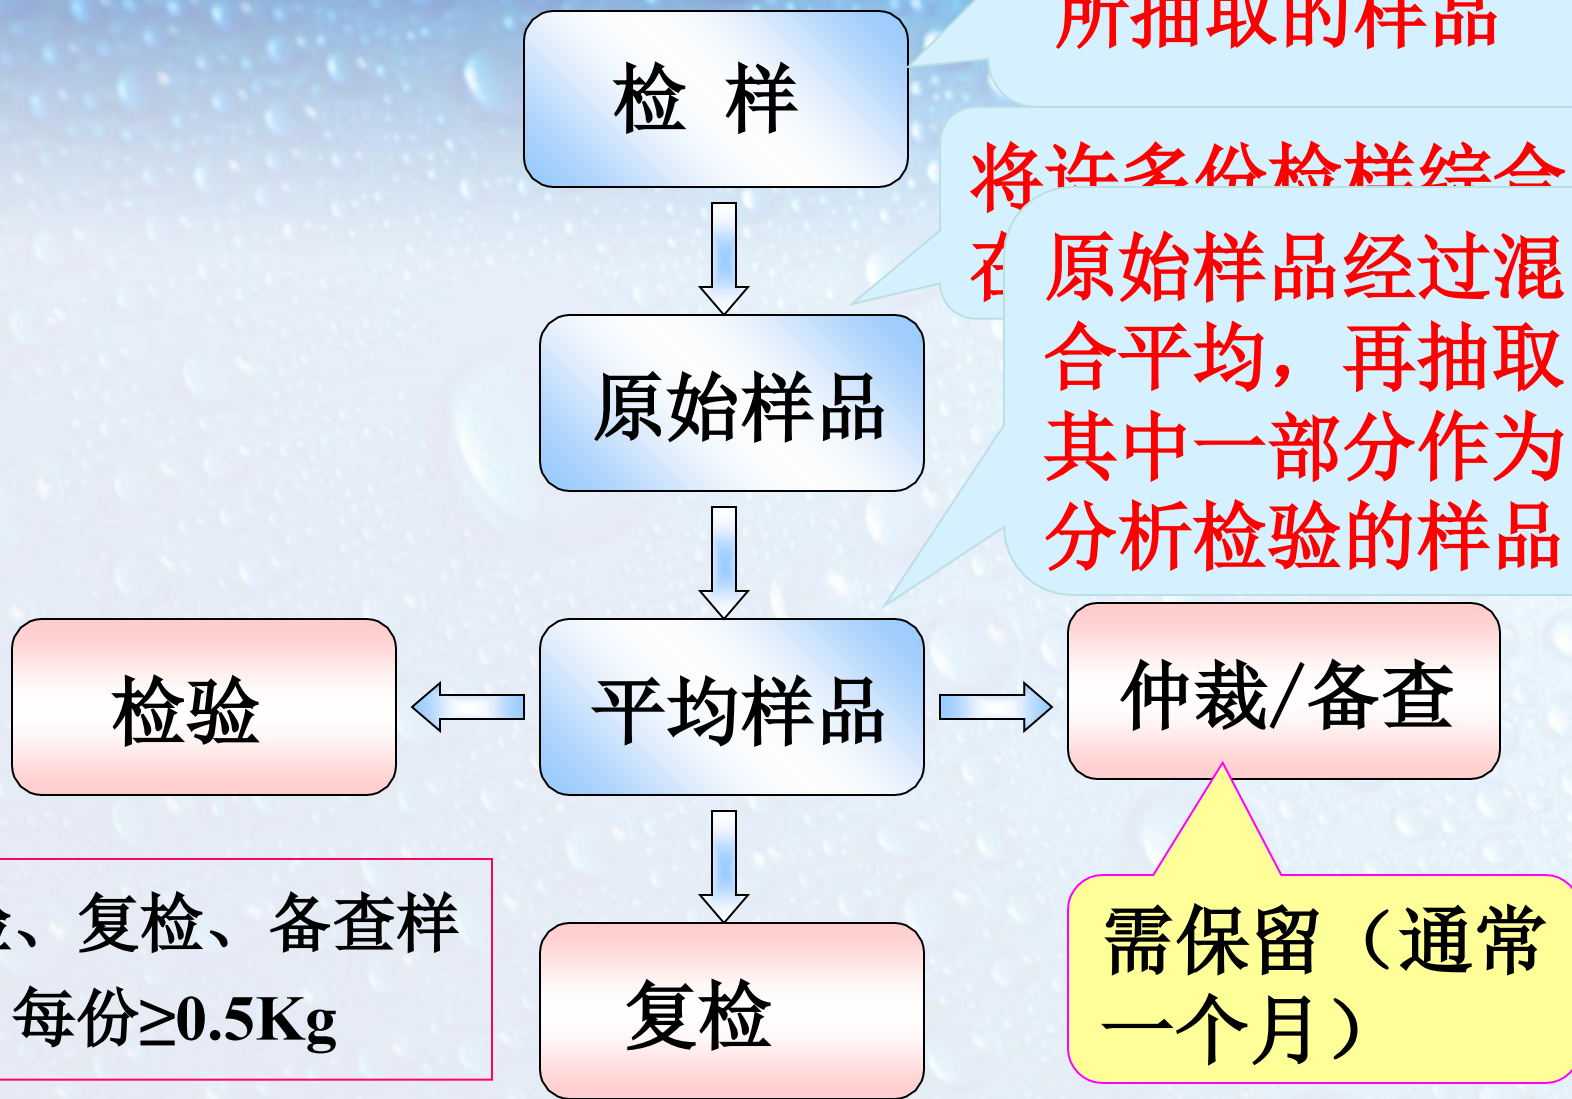 所抽取的样品
检 样
将许多份检样综合
在
原始样品经过混
合平均，再抽取
其中一部分作为
分析检验的样品
原始样品
检验
平均样品
仲裁/备查
、复检、备查样
每份≥0.5Kg
复检
需保留（通常
一个月）